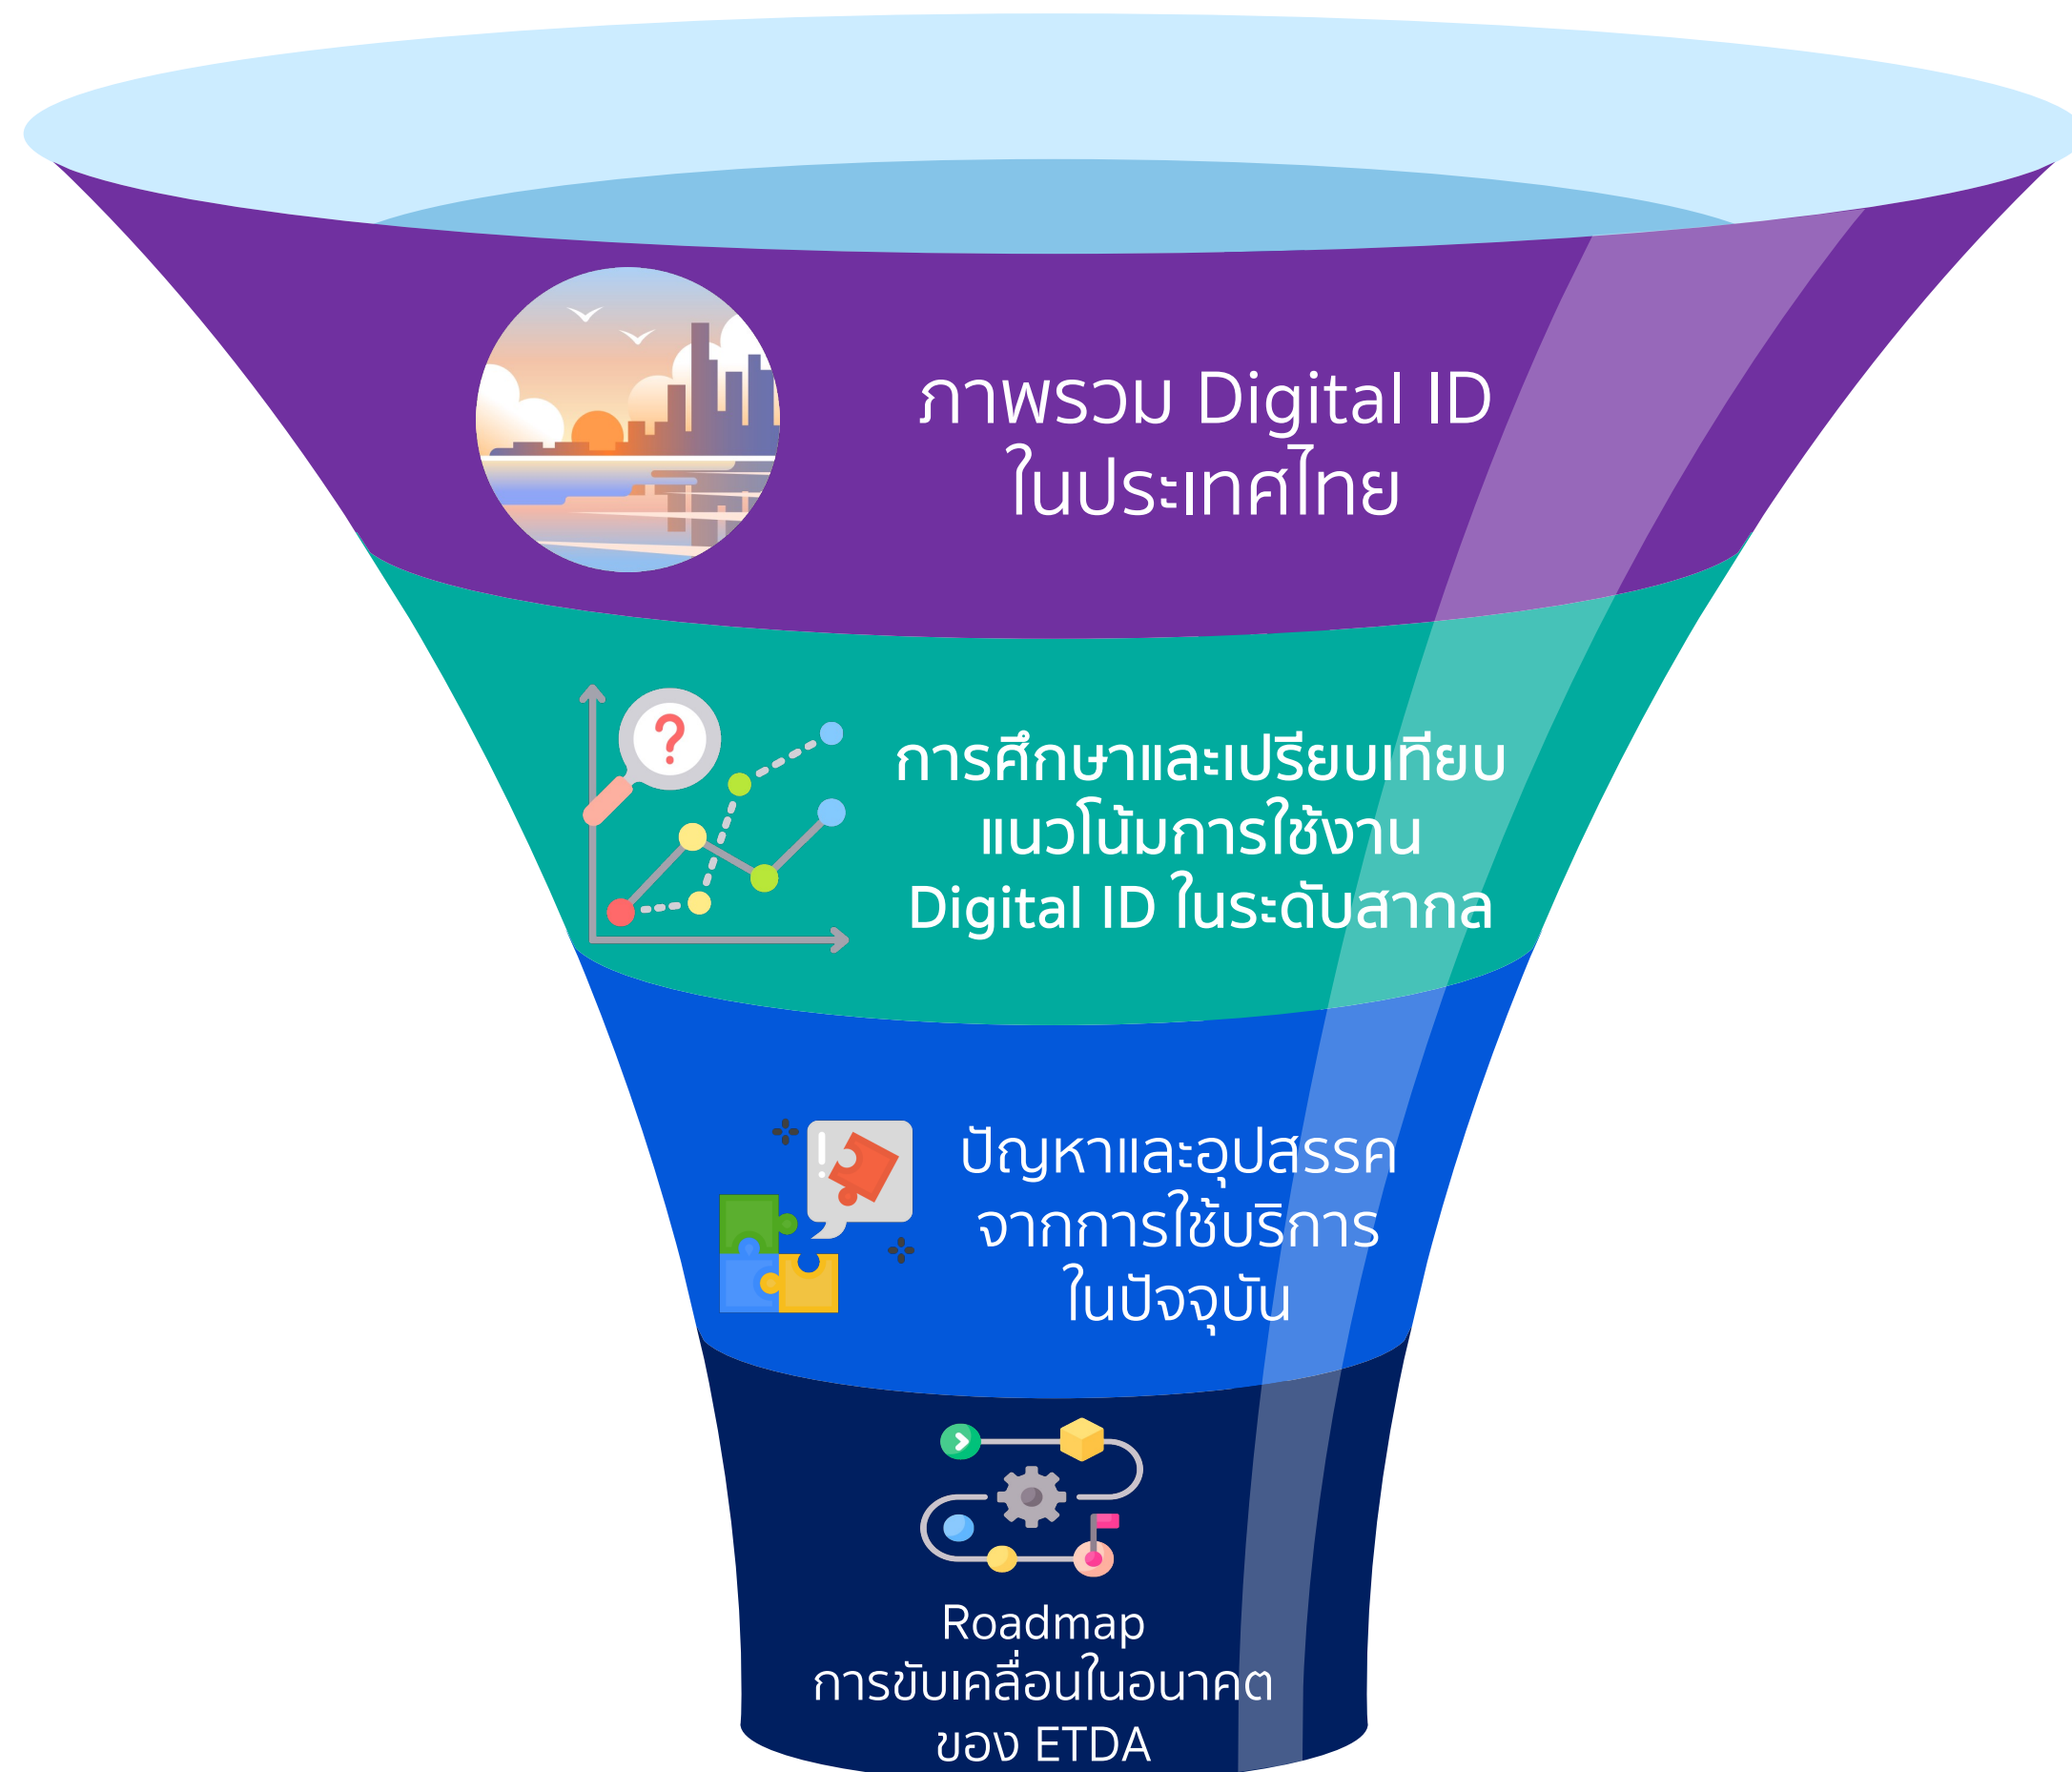 ภาพรวม Digital ID
ในประเทศไทย
การศึกษาและเปรียบเทียบ
แนวโน้มการใช้งาน
Digital ID ในระดับสากล
ปัญหาและอุปสรรค
จากการใช้บริการ
ในปัจจุบัน
Roadmap
การขับเคลื่อนในอนาคต
ของ ETDA